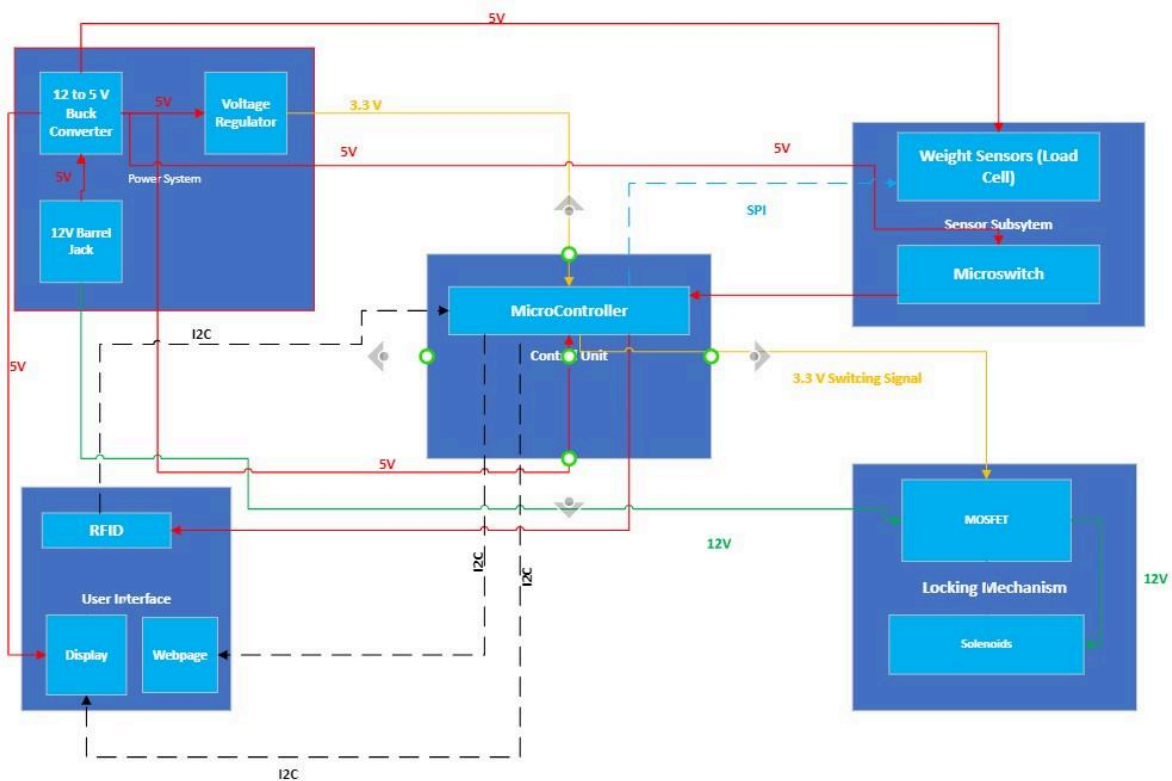 5V
12 to 5 V
Buck
Converter
5V
Voltage
Regulator
3.3 V
5V
5V
Power System
5V
12V Barrel
Jack
Weight Sensors (Load
Cell)
SPI
Sensor Subsytem
Microswitch
MicroController
Control Unit
I2C
5V
3.3 V Switcing Signal
5V
RFID
User Interface
Display
Webpage
I2C
I2C
I2C
12V
MOSFET
Locking Mechanism
12V
Solenoids